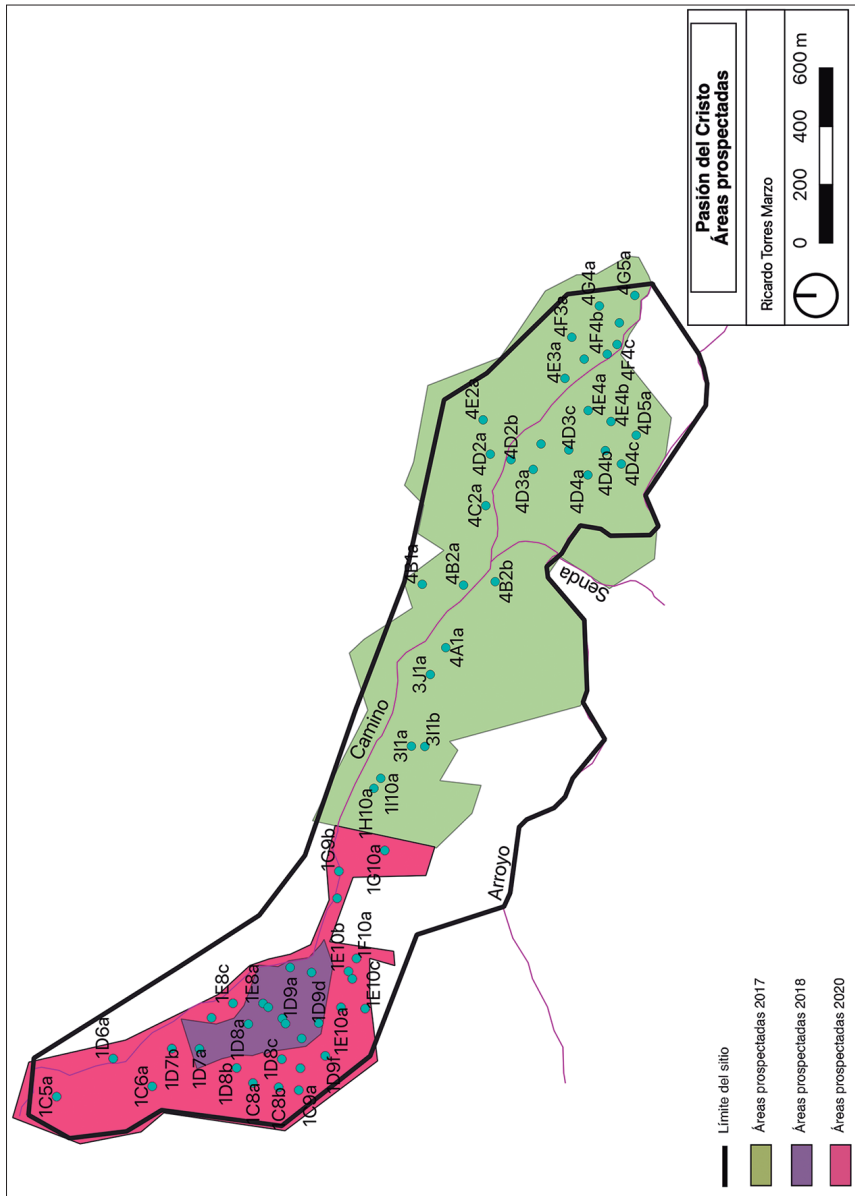 Pasión del Cristo
Áreas prospectadas
Ricardo Torres Marzo
0 200 400 600 m
1C5a
1D6a
1C6a
1D7b
1D7a
1E8c
1D8b
1D8a
1E8a
1C8a
1D8c
1D9a
1C8b
1D9d
1C9a
1D9f
1E10a
1E10b
1F10a
1E10c
1G9b
1G10a
1H10a
1I10a
Camino
3I1a
3I1b
3J1a
4A1a
4B1a
4B2a
4B2b
4C2a
4D2a
4E2a
4D2b
4D3a
4D3c
4D4a
4D4b
4D4c
4D5a
4E3a
4E4a
4E4b
4F3a
4F4b
4F4c
4G4a
4G5a
Senda
Arroyo
Límite del sitio
Áreas prospectadas 2017
Áreas prospectadas 2018
Áreas prospectadas 2020